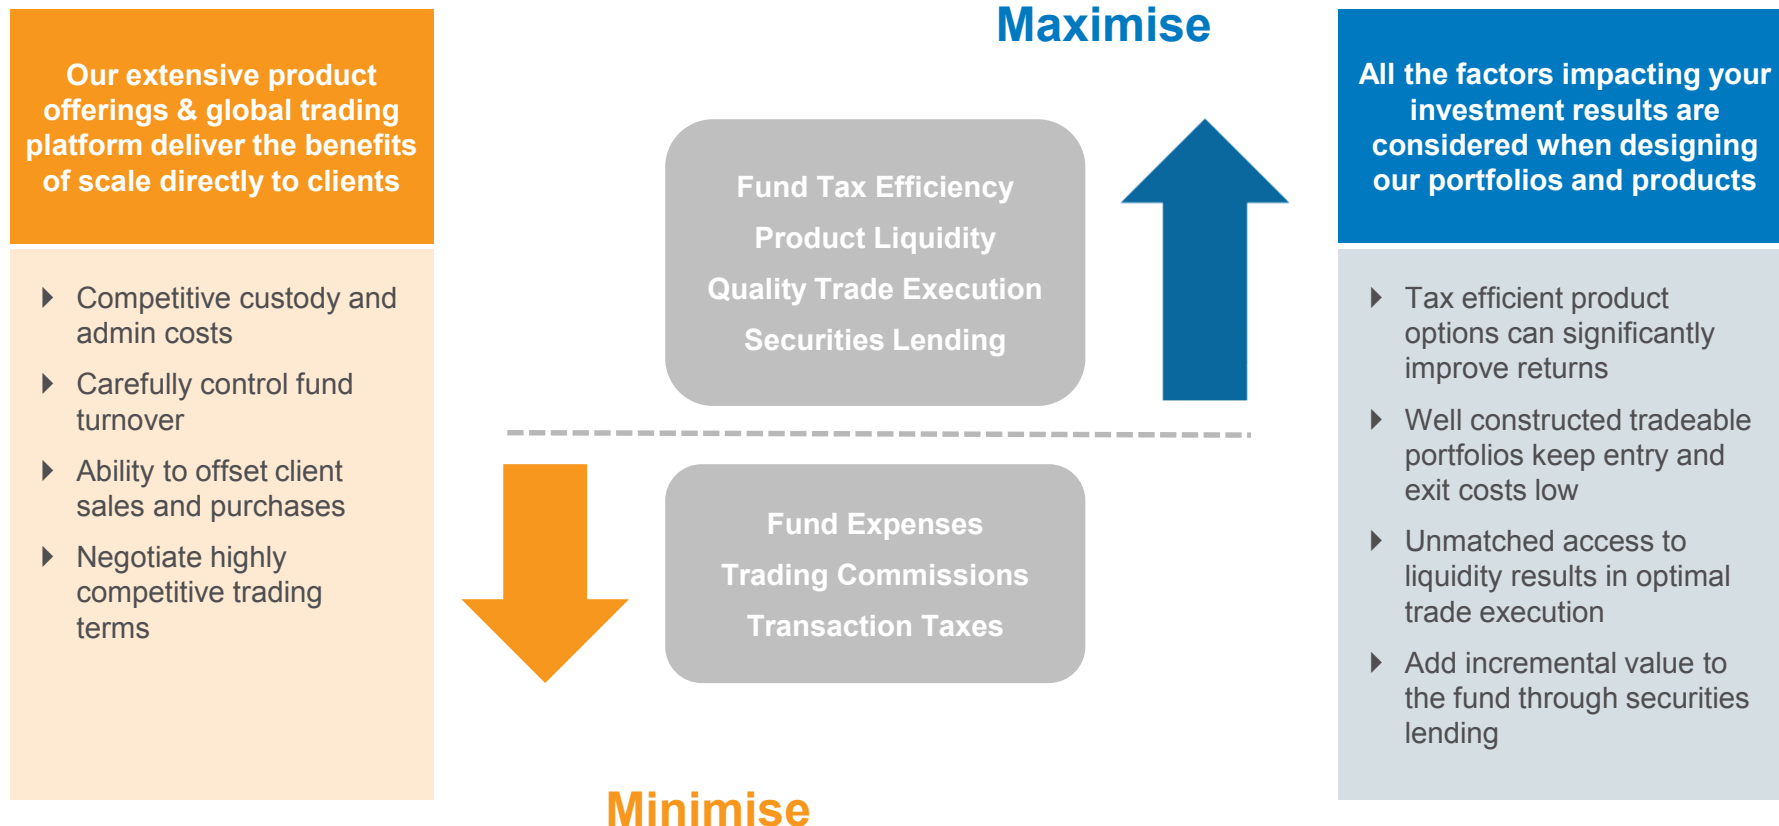 Our extensive product
offerings & global trading
platform deliver the benefits
of scale directly to clients
Competitive custody and
admin costs
Carefully control fund
turnover
Ability to offset client
sales and purchases
Negotiate highly
competitive trading
terms
Maximise
Fund Tax Efficiency
Product Liquidity
Quality Trade Execution
Securities Lending
Fund Expenses
Trading Commissions
Transaction Taxes
Minimise
All the factors impacting your
investment results are
considered when designing
our portfolios and products
Tax efficient product
options can significantly
improve returns
Well constructed tradeable
portfolios keep entry and
exit costs low
Unmatched access to
liquidity results in optimal
trade execution
Add incremental value to
the fund through securities
lending